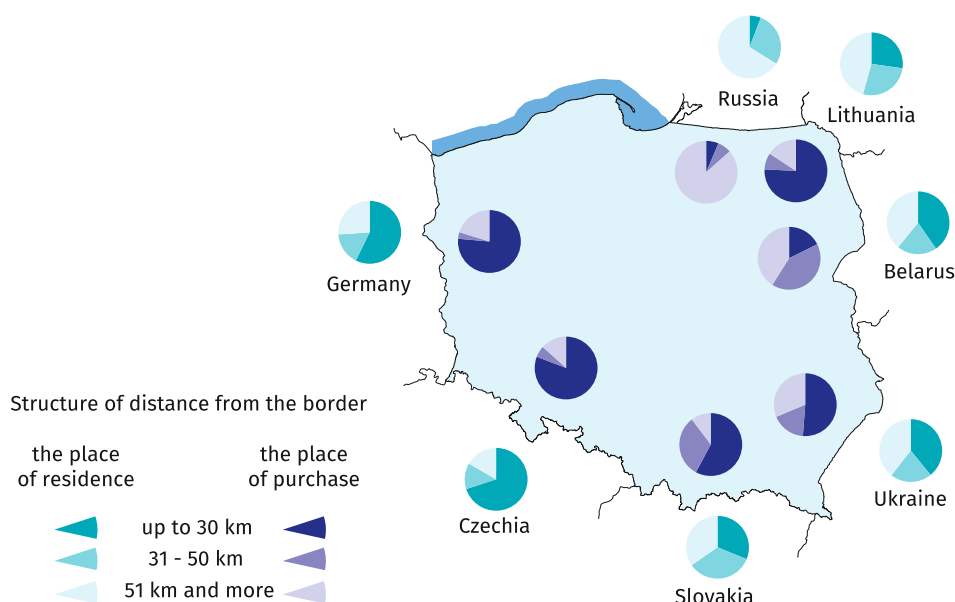 Russia
Lithuania
Belarus
Germany
Structure of distance from the border
the place
of residence
the place
of purchase
up to 30 km
31 - 50 km
51 km and more
Czechia
Ukraine
Slovakia